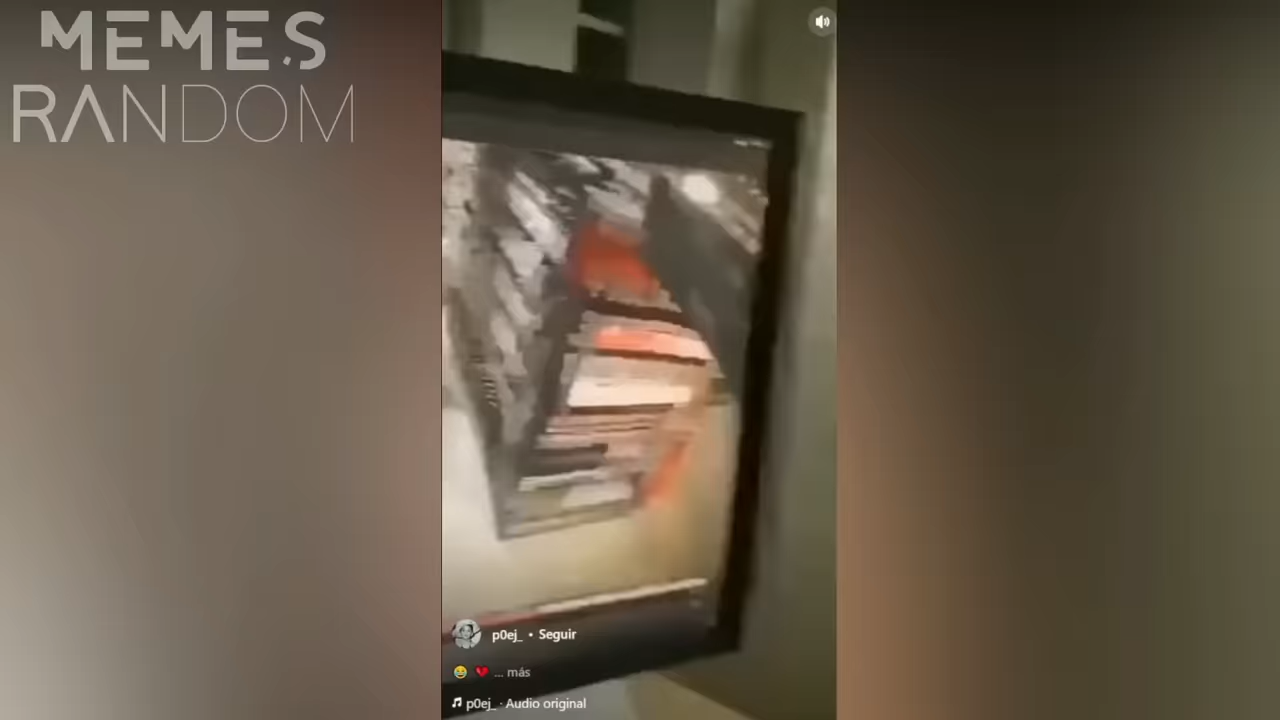 MEMES
RANDOM
p0ej_ • Seguir
😂 💔 ... más
p0ej_ · Audio original